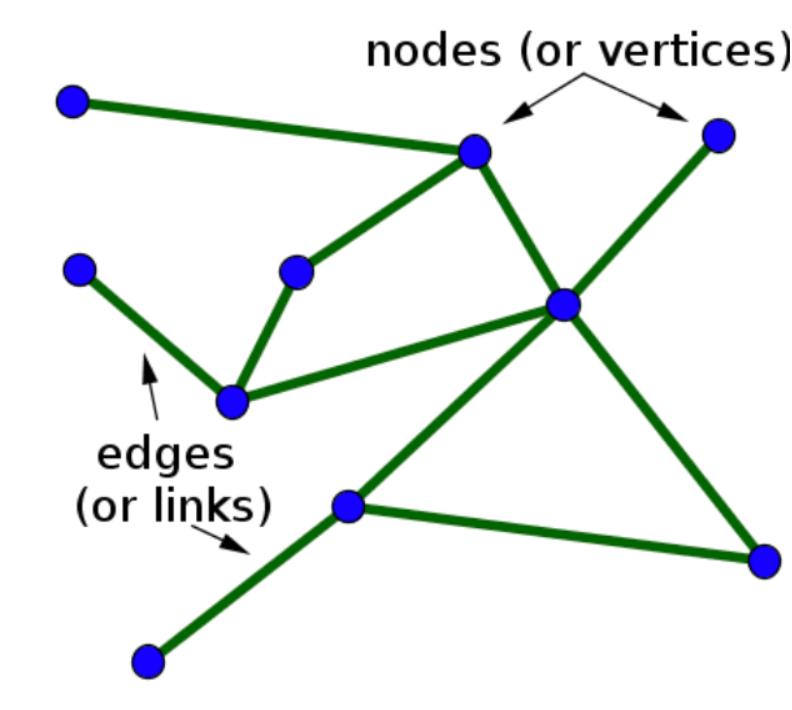 nodes (or vertices)
edges
(or links)